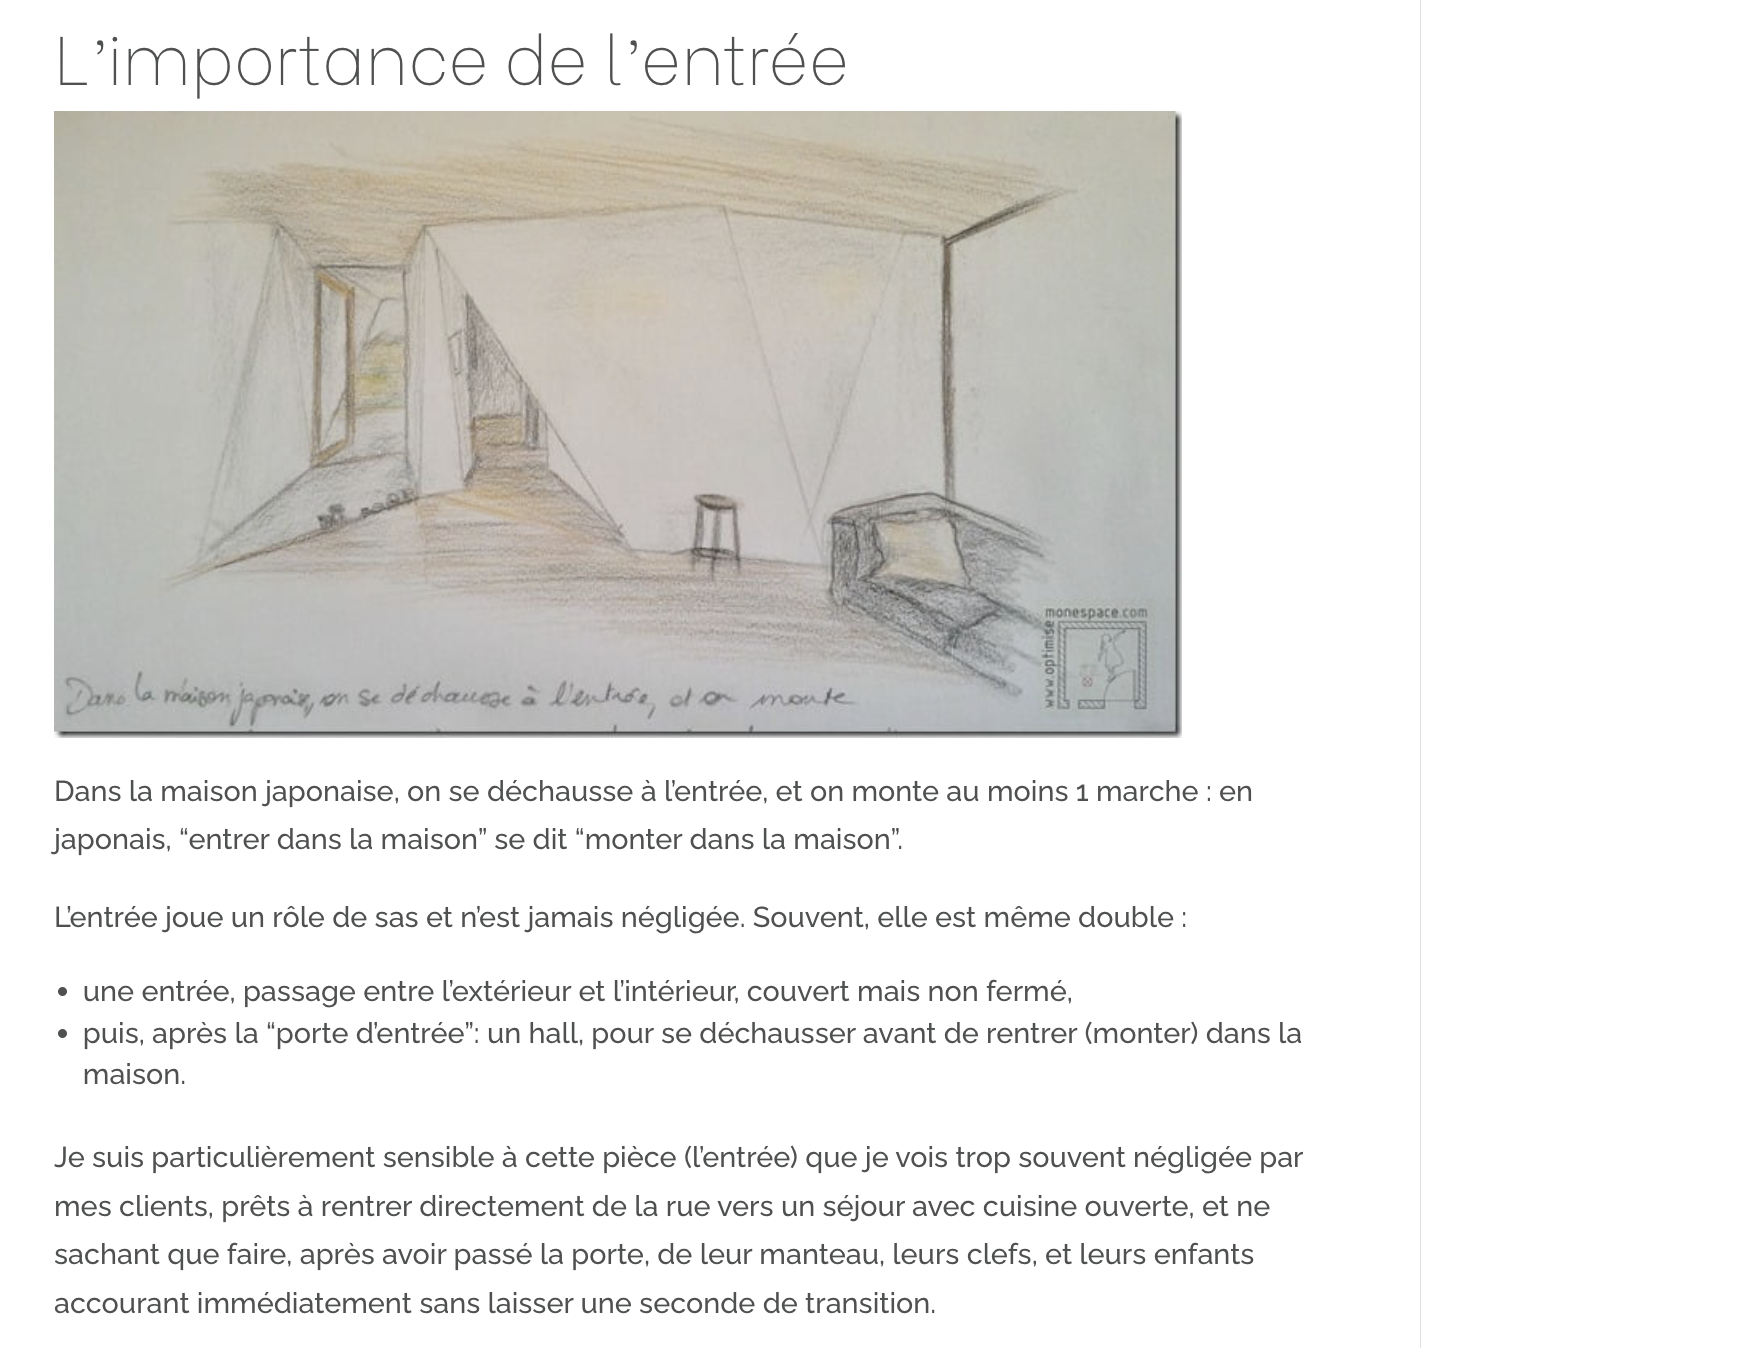 L’importance de l’entrée
monespace.com
www.optimise
Dans la maison japonaise, on se déchausse à l'entrée, et on monte
Dans la maison japonaise, on se déchausse à l’entrée, et on monte au moins 1 marche : en
japonais, “entrer dans la maison” se dit “monter dans la maison”.
L’entrée joue un rôle de sas et n’est jamais négligée. Souvent, elle est même double :
• une entrée, passage entre l’extérieur et l’intérieur, couvert mais non fermé,
• puis, après la “porte d’entrée”: un hall, pour se déchausser avant de rentrer (monter) dans la
maison.
Je suis particulièrement sensible à cette pièce (l’entrée) que je vois trop souvent négligée par
mes clients, prêts à rentrer directement de la rue vers un séjour avec cuisine ouverte, et ne
sachant que faire, après avoir passé la porte, de leur manteau, leurs clefs, et leurs enfants
accourant immédiatement sans laisser une seconde de transition.